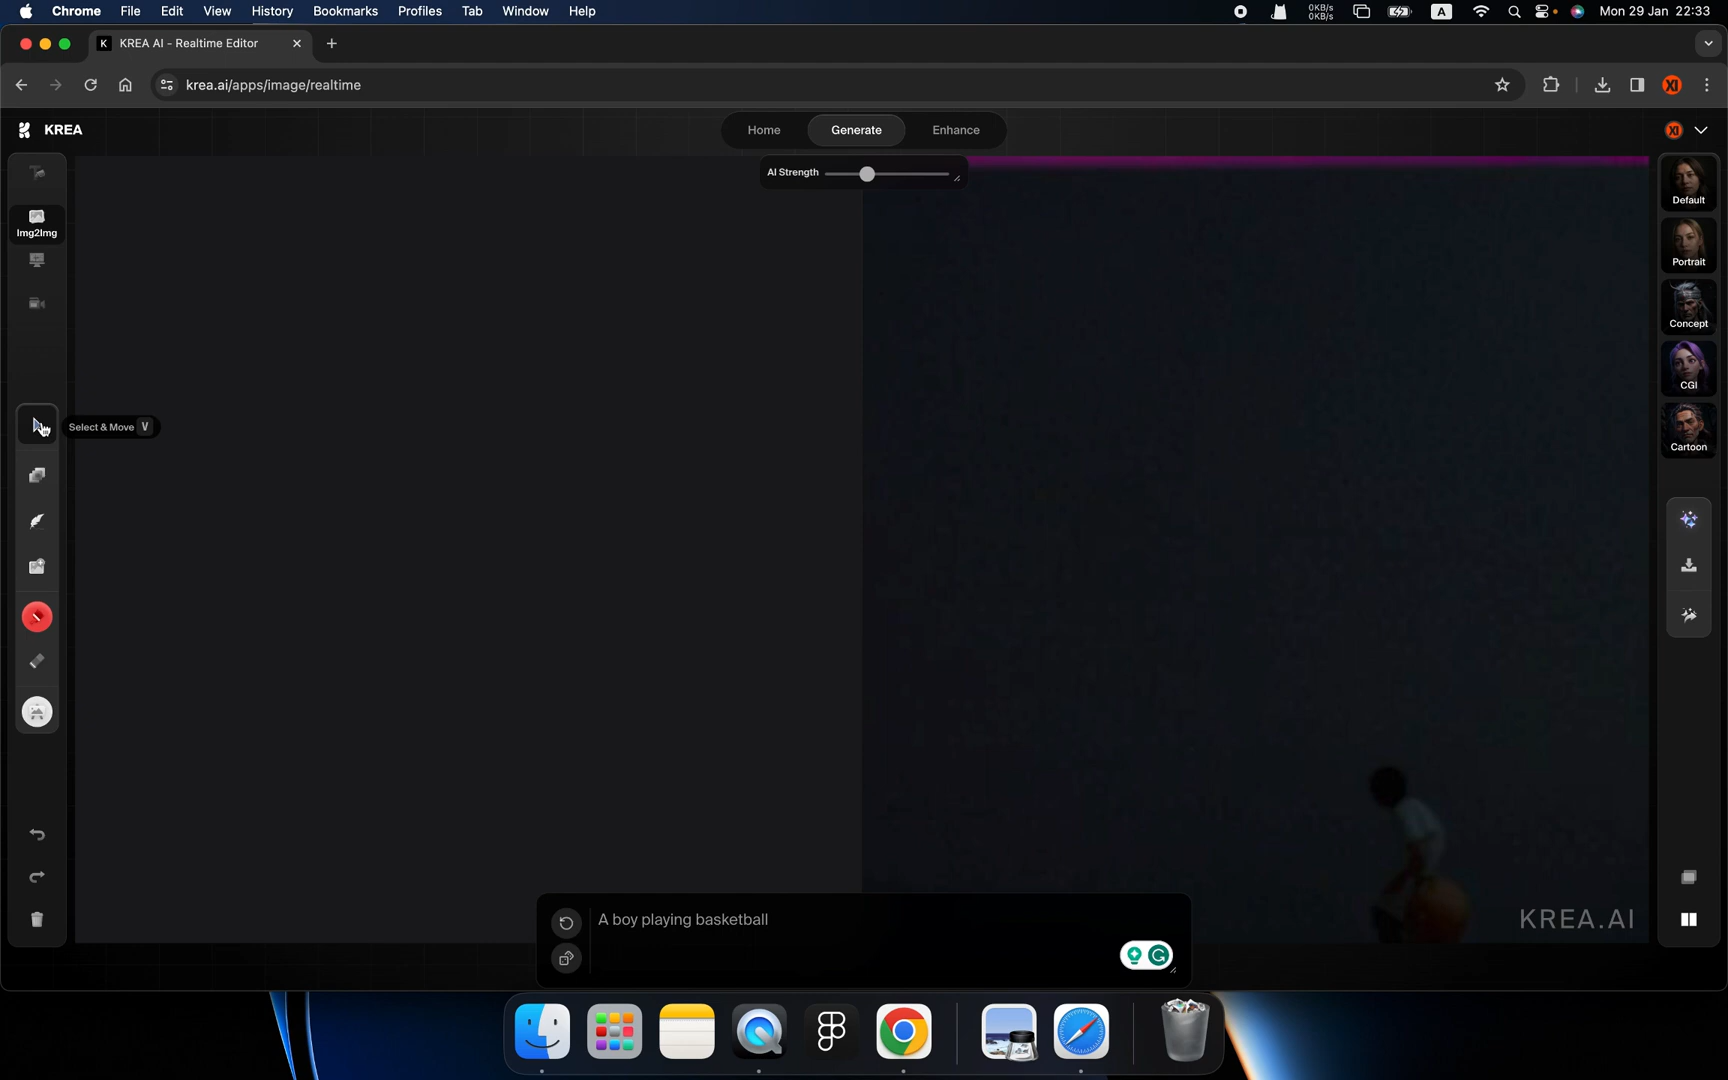 Chrome File Edit View History Bookmarks Profiles Tab Window Help
0KB/s
0KB/s
A
Mon 29 Jan 22:33
K KREA AI - Realtime Editor
krea.ai/apps/image/realtime
XI
KREA
Home Generate Enhance
XI
AI Strength
Img2Img
Default
Portrait
Concept
CGI
Cartoon
Select & Move V
A boy playing basketball
KREA.AI